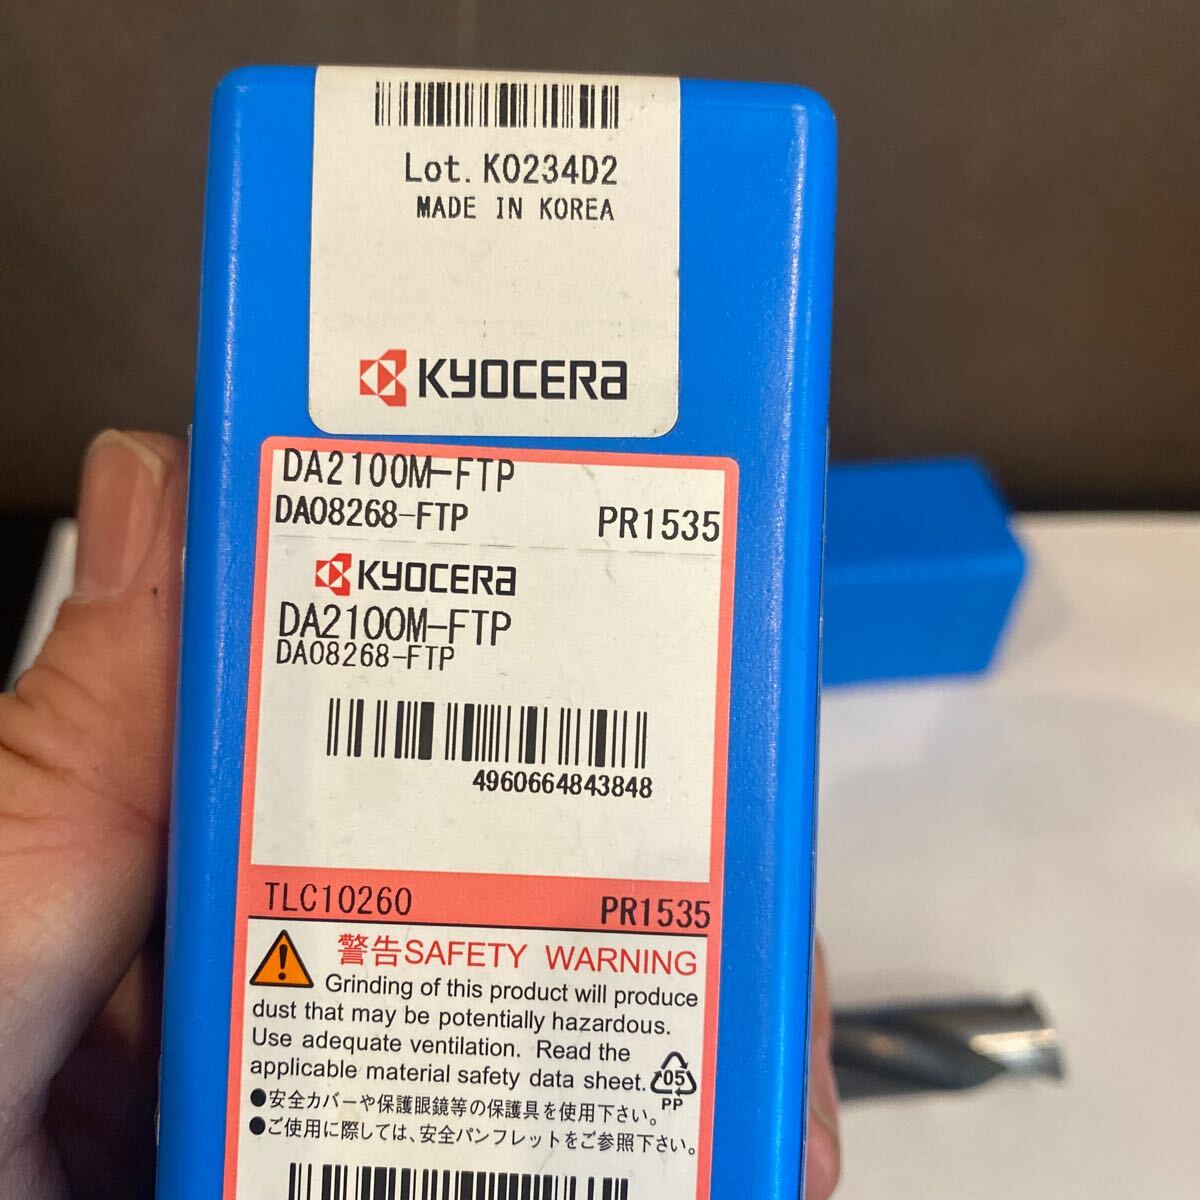 Lot. K0234D2
MADE IN KOREA
KYOCERA
DA2100M-FTP
DA08268-FTP PR1535
KYOCERA
DA2100M-FTP
DA08268-FTP
4960664843848
TLC10260 PR1535
警告SAFETY WARNING
Grinding of this product will produce
dust that may be potentially hazardous.
Use adequate ventilation. Read the
applicable material safety data sheet.
05
PP
●安全カバーや保護眼鏡等の保護具を使用下さい。
●ご使用に際しては、安全パンフレットをご参照下さい。